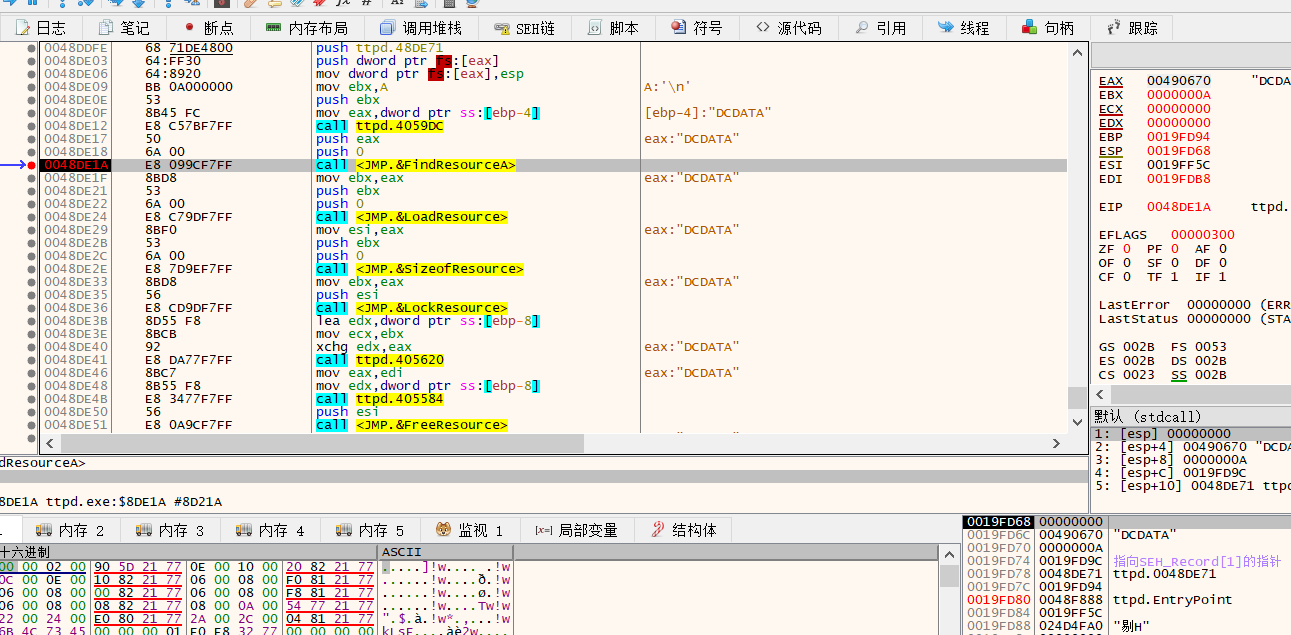 日志 笔记 断点 内存布局 调用堆栈 SEH链 脚本 符号 源代码 引用 线程 句柄 跟踪
0048DDFE 68 71DE4800 push ttpd.48DE71
0048DE03 64:FF30 push dword ptr fs:[eax]
0048DE06 64:8920 mov dword ptr fs:[eax],esp
0048DE09 BB 0A000000 mov ebx,A A:'\n'
0048DE0E 53 push ebx
0048DE0F 8B45 FC mov eax,dword ptr ss:[ebp-4] [ebp-4]:"DCDATA"
0048DE12 E8 C57BF7FF call ttpd.4059DC
0048DE17 50 push eax eax:"DCDATA"
0048DE18 6A 00 push 0
0048DE1A E8 099CF7FF call <JMP.&FindResourceA>
0048DE1F 8BD8 mov ebx,eax eax:"DCDATA"
0048DE21 53 push ebx
0048DE22 6A 00 push 0
0048DE24 E8 C79DF7FF call <JMP.&LoadResource>
0048DE29 8BF0 mov esi,eax eax:"DCDATA"
0048DE2B 53 push ebx
0048DE2C 6A 00 push 0
0048DE2E E8 7D9EF7FF call <JMP.&SizeofResource>
0048DE33 8BD8 mov ebx,eax eax:"DCDATA"
0048DE35 56 push esi
0048DE36 E8 CD9DF7FF call <JMP.&LockResource>
0048DE3B 8D55 F8 lea edx,dword ptr ss:[ebp-8]
0048DE3E 8BCB mov ecx,ebx
0048DE40 92 xchg edx,eax eax:"DCDATA"
0048DE41 E8 DA77F7FF call ttpd.405620
0048DE46 8BC7 mov eax,edi eax:"DCDATA"
0048DE48 8B55 F8 mov edx,dword ptr ss:[ebp-8]
0048DE4B E8 3477F7FF call ttpd.405584
0048DE50 56 push esi
0048DE51 E8 0A9CF7FF call <JMP.&FreeResource>
EAX 00490670 "DCDA
EBX 0000000A
ECX 00000000
EDX 00000000
EBP 0019FD94
ESP 0019FD68
ESI 0019FF5C
EDI 0019FDB8
EIP 0048DE1A ttpd.
EFLAGS 00000300
ZF 0 PF 0 AF 0
OF 0 SF 0 DF 0
CF 0 TF 1 IF 1
LastError 00000000 (ERR
LastStatus 00000000 (STA
GS 002B FS 0053
ES 002B DS 002B
CS 0023 SS 002B
默认 (stdcall)
1: [esp] 00000000
2: [esp+4] 00490670 "DCDA
3: [esp+8] 0000000A
4: [esp+C] 0019FD9C
5: [esp+10] 0048DE71 ttpd
dResourceA>
8DE1A ttpd.exe:$8DE1A #8D21A
内存 2 内存 3 内存 4 内存 5 监视 1 [x=] 局部变量 结构体
十六进制 ASCII
00 00 02 00 90 5D 21 77 0E 00 10 00 20 82 21 77 .....]!w.... .!w
0C 00 0E 00 10 82 21 77 06 00 08 00 F0 81 21 77 ......!w....ð.!w
06 00 08 00 00 82 21 77 06 00 08 00 F8 81 21 77 ......!w....ø.!w
06 00 08 00 08 82 21 77 08 00 0A 00 54 77 21 77 ......!w....Tw!w
22 00 24 00 E0 80 21 77 2A 00 2C 00 04 81 21 77 ".$.à.!w*.,...!w
6B 4C 73 45 00 00 00 01 E0 E8 32 77 00 00 00 00 kLsE....àè2w....
0019FD68 00000000
0019FD6C 00490670 "DCDATA"
0019FD70 0000000A
0019FD74 0019FD9C 指向SEH_Record[1]的指针
0019FD78 0048DE71 ttpd.0048DE71
0019FD7C 0019FD94
0019FD80 0048F888 ttpd.EntryPoint
0019FD84 0019FF5C
0019FD88 024D4FA0 "剔H"